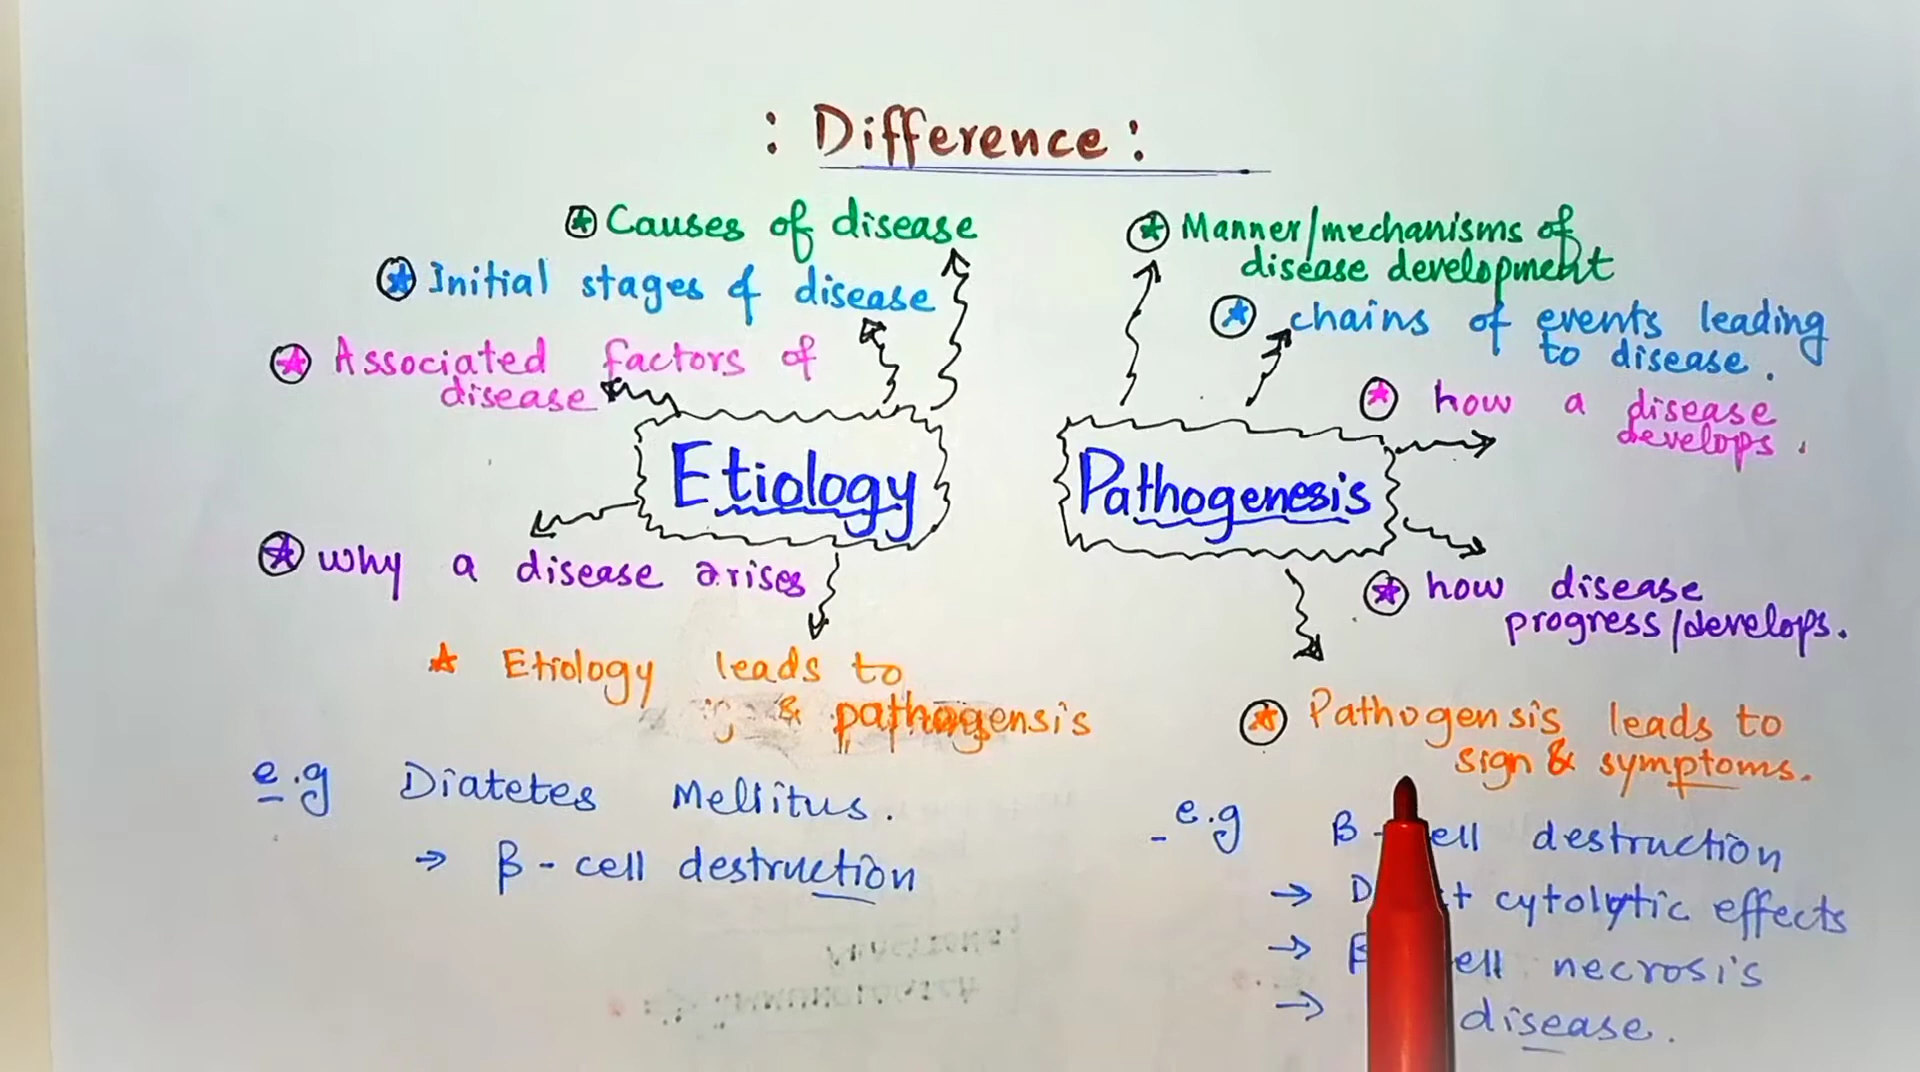 : Difference :
Causes of disease
Initial stages of disease
Associated factors of
disease
Etiology
why a disease arises
Etiology leads to
& pathogensis
e.g Diatetes Mellitus.
→ β-cell destruction
Manner/mechanisms of
disease development
chains of events leading
to disease.
how a disease
develops.
Pathogenesis
how disease
progress/develops.
Pathogensis leads to
sign & symptoms.
e.g β- ell destruction
→ cytolytic effects
→ ell necrosis
→ disease.